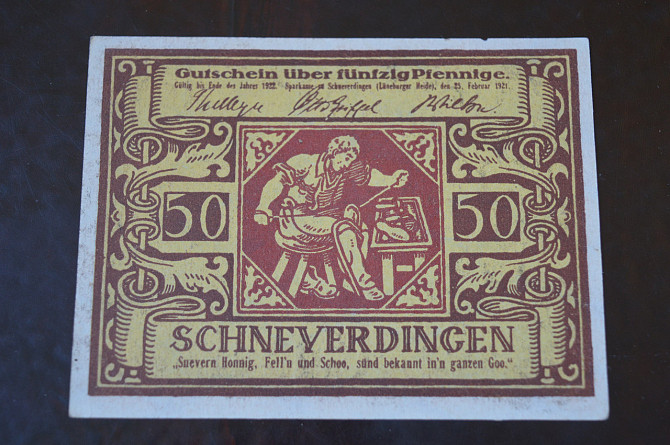 Gutschein über fünfzig Pfennige.
Gültig bis Ende des Jahres 1922. Sparkasse zu Schneverdingen (Lüneburger Heide), den 25. Februar 1921.
50 50
SCHNEVERDINGEN
„Suevern Honnig, Fell'n und Schoo, sünd bekannt in'n ganzen Goo."